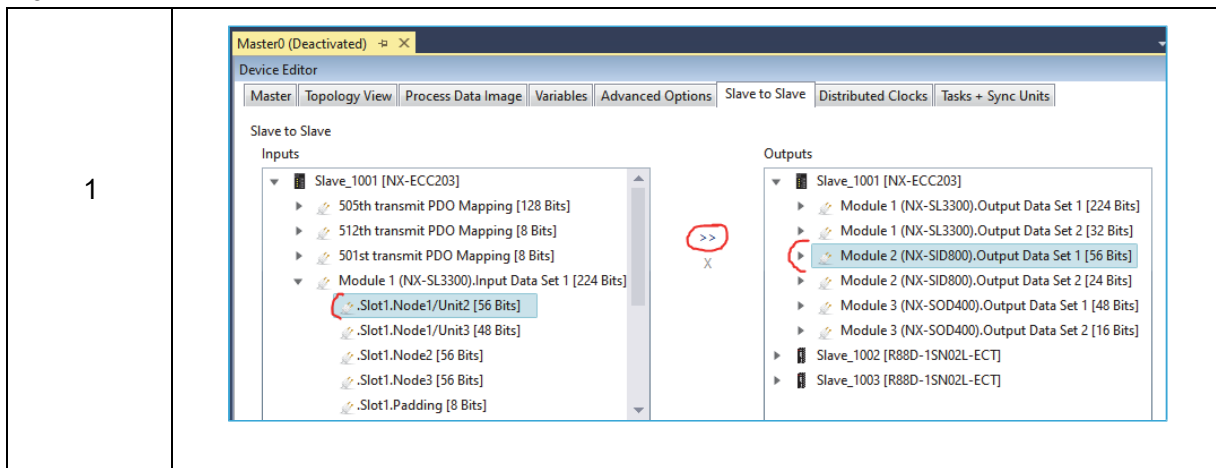 1
Master0 (Deactivated)
Device Editor
Master Topology View Process Data Image Variables Advanced Options Slave to Slave Distributed Clocks Tasks + Sync Units
Slave to Slave
Inputs
Slave_1001 [NX-ECC203]
505th transmit PDO Mapping [128 Bits]
512th transmit PDO Mapping [8 Bits]
501st transmit PDO Mapping [8 Bits]
Module 1 (NX-SL3300).Input Data Set 1 [224 Bits]
.Slot1.Node1/Unit2 [56 Bits]
.Slot1.Node1/Unit3 [48 Bits]
.Slot1.Node2 [56 Bits]
.Slot1.Node3 [56 Bits]
.Slot1.Padding [8 Bits]
>>
X
Outputs
Slave_1001 [NX-ECC203]
Module 1 (NX-SL3300).Output Data Set 1 [224 Bits]
Module 1 (NX-SL3300).Output Data Set 2 [32 Bits]
Module 2 (NX-SID800).Output Data Set 1 [56 Bits]
Module 2 (NX-SID800).Output Data Set 2 [24 Bits]
Module 3 (NX-SOD400).Output Data Set 1 [48 Bits]
Module 3 (NX-SOD400).Output Data Set 2 [16 Bits]
Slave_1002 [R88D-1SN02L-ECT]
Slave_1003 [R88D-1SN02L-ECT]